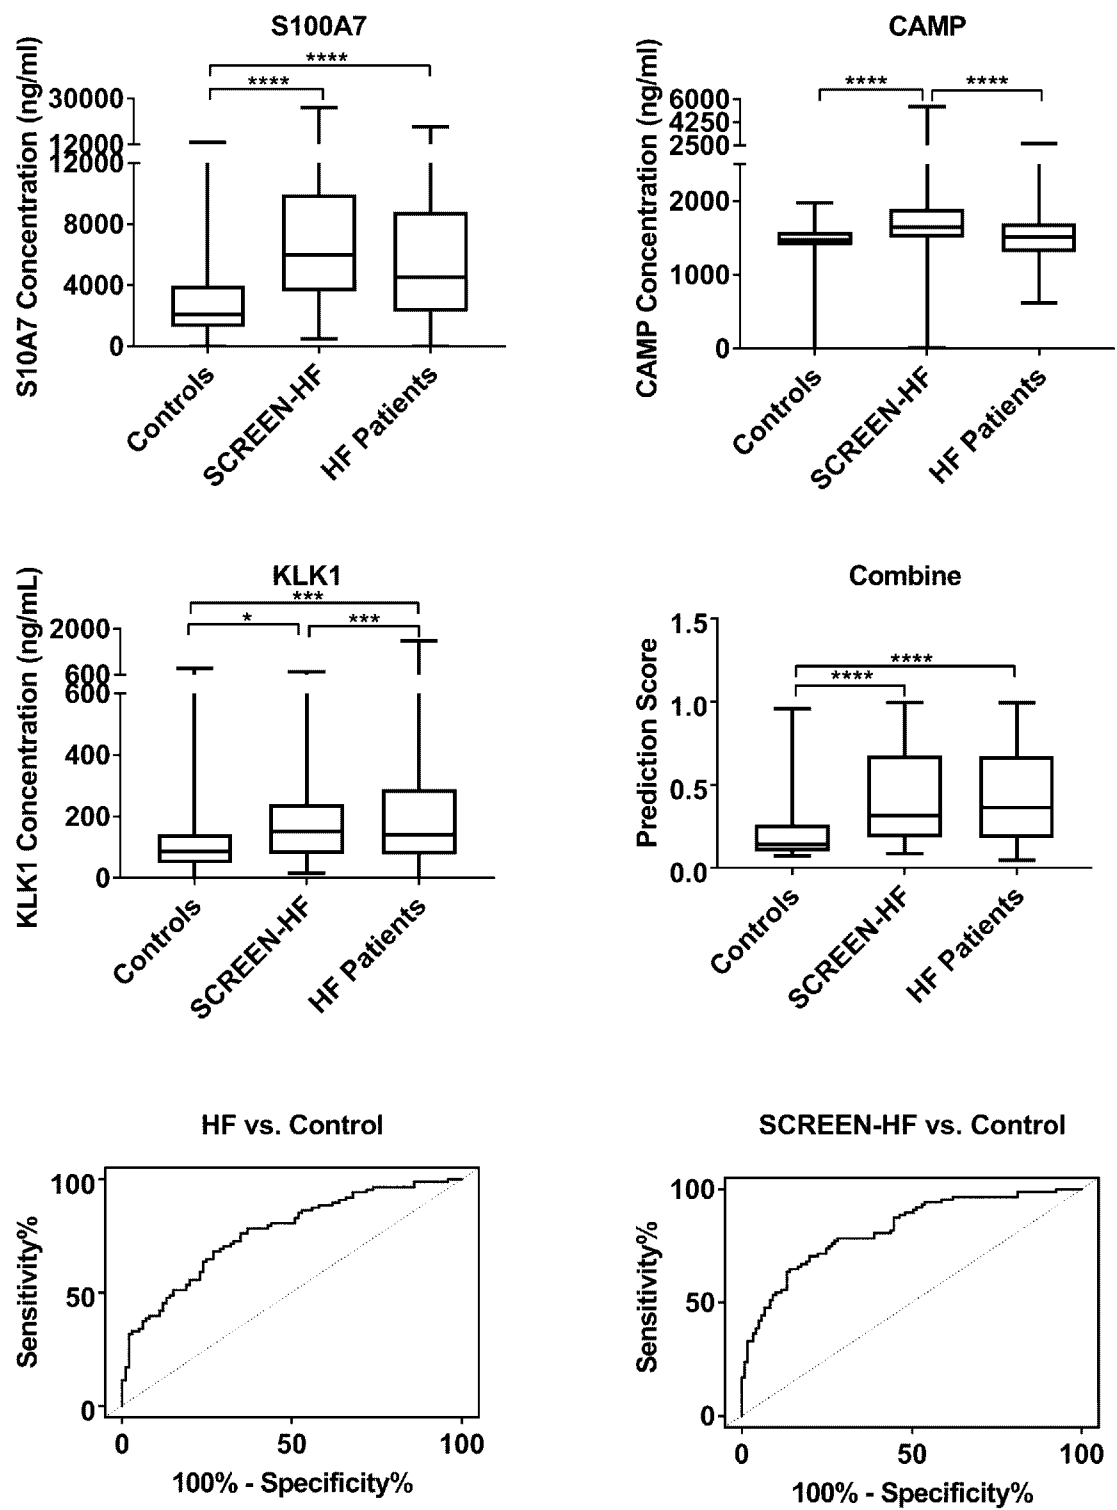 S100A7
S10A7 Concentration (ng/ml)
****
****
30000
12000
12000
8000
4000
0
Controls
SCREEN-HF
HF Patients
CAMP
CAMP Concentration (ng/ml)
****
****
6000
4250
2500
2000
1000
0
Controls
SCREEN-HF
HF Patients
KLK1
KLK1 Concentration (ng/mL)
***
*
***
2000
600
600
400
200
0
Controls
SCREEN-HF
HF Patients
Combine
Prediction Score
****
****
1.5
1.0
0.5
0.0
Controls
SCREEN-HF
HF Patients
HF vs. Control
Sensitivity%
100
50
0
0 50 100
100% - Specificity%
SCREEN-HF vs. Control
Sensitivity%
100
50
0
0 50 100
100% - Specificity%